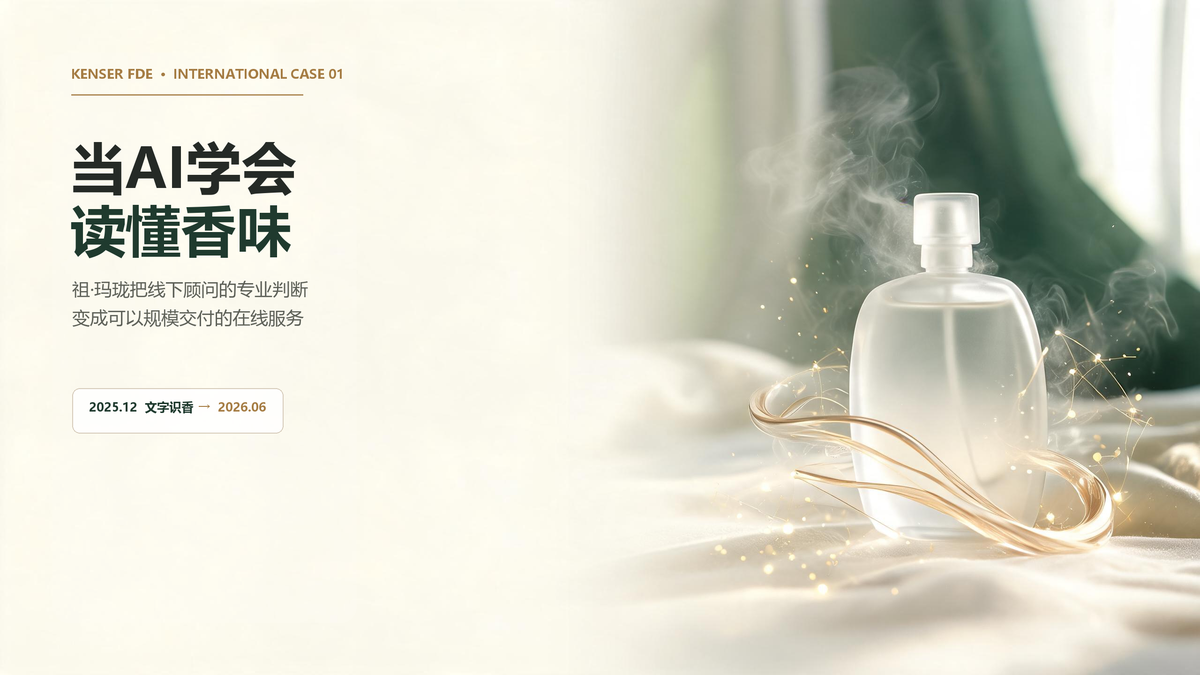 KENSER FDE • INTERNATIONAL CASE 01
当AI学会
读懂香味
祖·玛珑把线下顾问的专业判断
变成可以规模交付的在线服务
2025.12 文字识香 → 2026.06